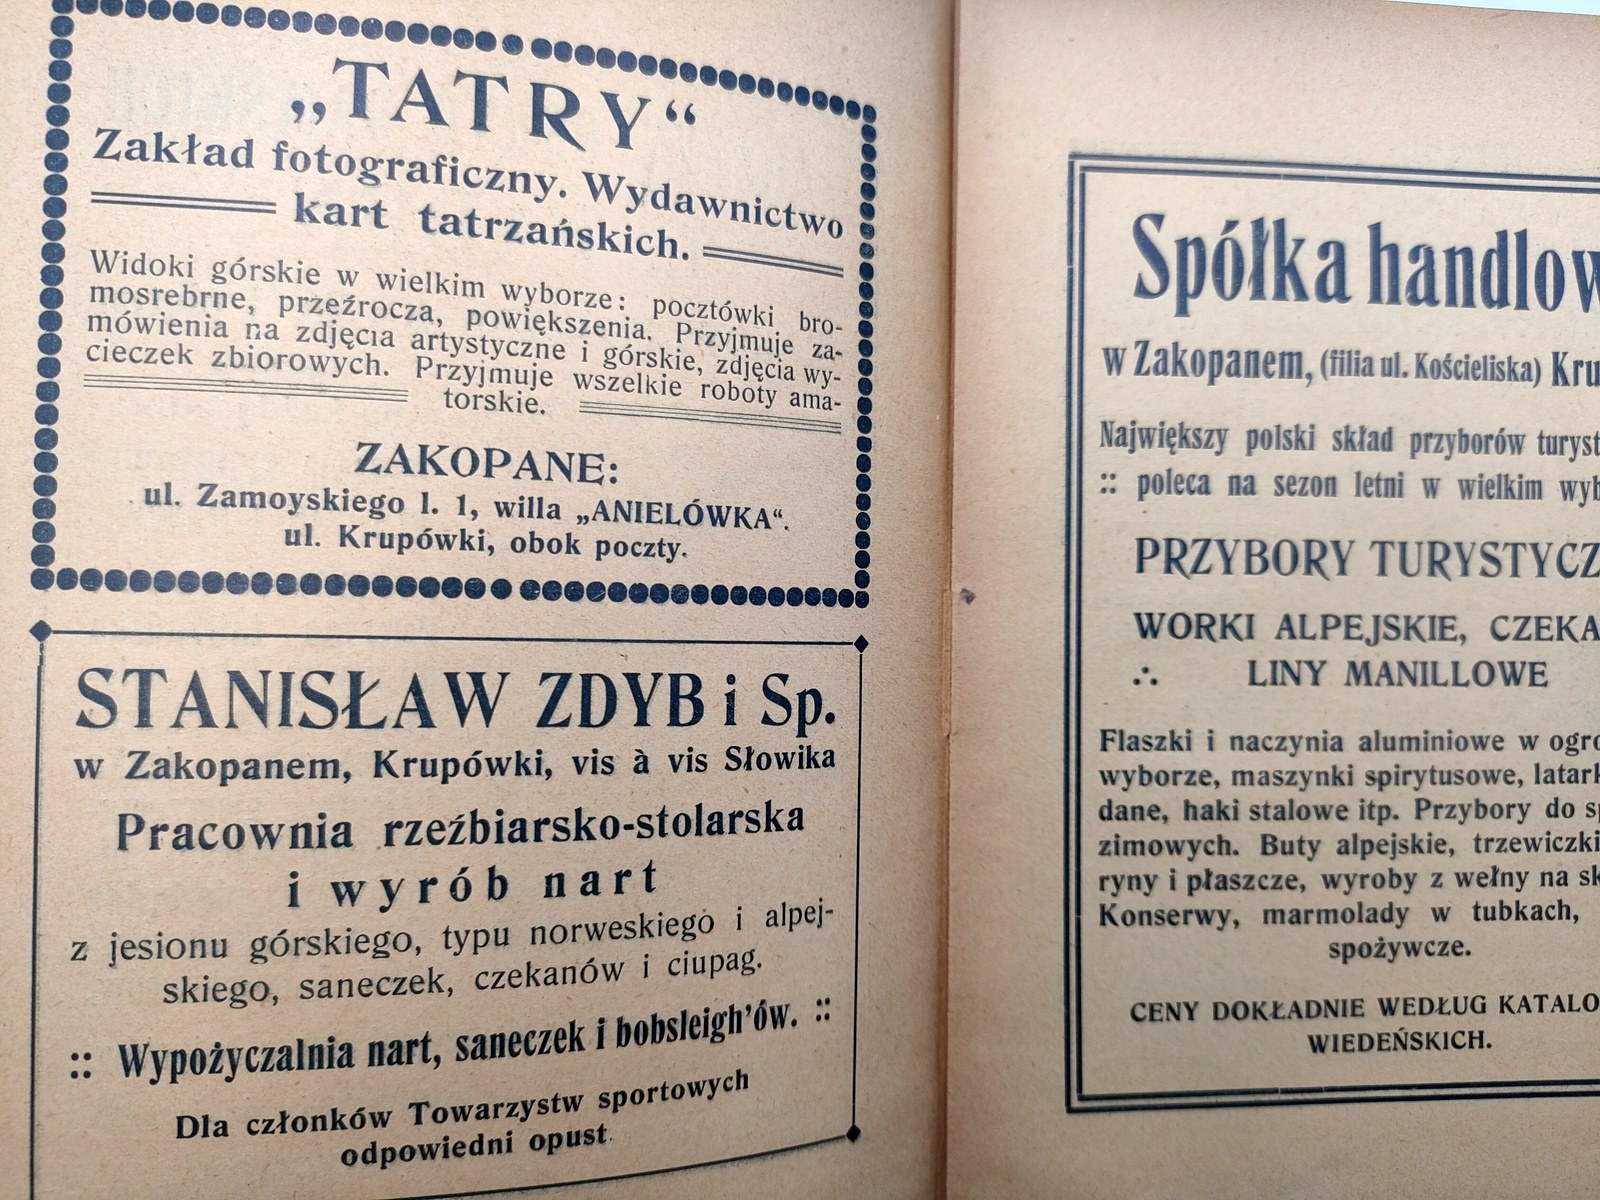 „TATRY“
Zakład fotograficzny. Wydawnictwo
kart tatrzańskich.
Widoki górskie w wielkim wyborze: pocztówki bro-
mosrebrne, przeźrocza, powiększenia. Przyjmuje za-
mówienia na zdjęcia artystyczne i górskie, zdjęcia wy-
cieczek zbiorowych. Przyjmuje wszelkie roboty ama-
torskie.
ZAKOPANE:
ul. Zamoyskiego l. 1, willa „ANIELÓWKA“.
ul. Krupówki, obok poczty.
STANISŁAW ZDYB i Sp.
w Zakopanem, Krupówki, vis à vis Słowika
Pracownia rzeźbiarsko-stolarska
i wyrób nart
z jesionu górskiego, typu norweskiego i alpej-
skiego, saneczek, czekanów i ciupag.
:: Wypożyczalnia nart, saneczek i bobsleigh'ów. ::
Dla członków Towarzystw sportowych
odpowiedni opust.
Spółka handlow
w Zakopanem, (filia ul. Kościeliska) Kru
Największy polski skład przyborów turyst
:: poleca na sezon letni w wielkim wyb
PRZYBORY TURYSTYCZ
WORKI ALPEJSKIE, CZEKA
∴ LINY MANILLOWE
Flaszki i naczynia aluminiowe w ogro
wyborze, maszynki spirytusowe, latark
dane, haki stalowe itp. Przybory do sp
zimowych. Buty alpejskie, trzewiczki
ryny i płaszcze, wyroby z wełny na sk
Konserwy, marmolady w tubkach,
spożywcze.
CENY DOKŁADNIE WEDŁUG KATALO
WIEDEŃSKICH.